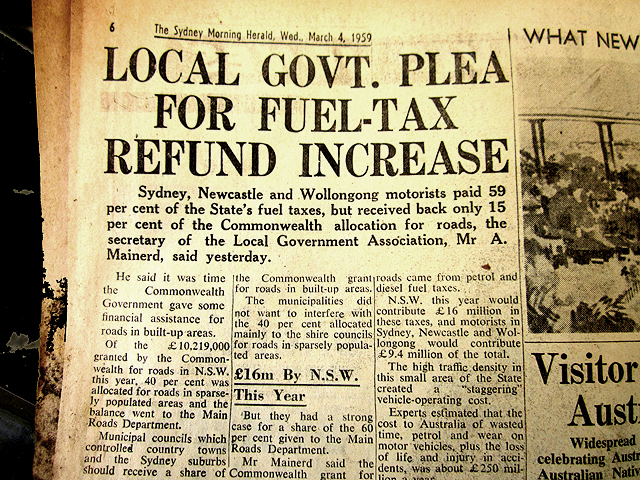 6
The Sydney Morning Herald, Wed., March 4, 1959
LOCAL GOVT. PLEA
FOR FUEL-TAX
REFUND INCREASE
Sydney, Newcastle and Wollongong motorists paid 59
per cent of the State's fuel taxes, but received back only 15
per cent of the Commonwealth allocation for roads, the
secretary of the Local Government Association, Mr A.
Mainerd, said yesterday.
He said it was time
the Commonwealth
Government gave some
financial assistance for
roads in built-up areas.
Of the £10,219,000
granted by the Common-
wealth for roads in N.S.W.
this year, 40 per cent was
allocated for roads in sparse-
ly populated areas and the
balance went to the Main
Roads Department.
Municipal councils which
controlled country towns
and the Sydney suburbs
should receive a share of
the Commonwealth grant
for roads in built-up areas.
The municipalities did
not want to interfere with
the 40 per cent allocated
mainly to the shire councils
for roads in sparsely popula-
ted areas.
£16m By N.S.W.
This Year
But they had a strong
case for a share of the 60
per cent given to the Main
Roads Department.
Mr Mainerd said the
Commonwealth grant for
roads came from petrol and
diesel fuel taxes.
N.S.W. this year would
contribute £16 million in
these taxes, and motorists in
Sydney, Newcastle and Wol-
longong would contribute
£9.4 million of the total.
The high traffic density in
this small area of the State
created a "staggering"
vehicle-operating cost.
Experts estimated that the
cost to Australia of wasted
time, petrol and wear on
motor vehicles, plus the loss
of life and injury in acci-
dents, was about £250 mil-
lion a year.
WHAT NEW
Visitor
Aust
Widespread
celebrating Austral
Australian Nativ